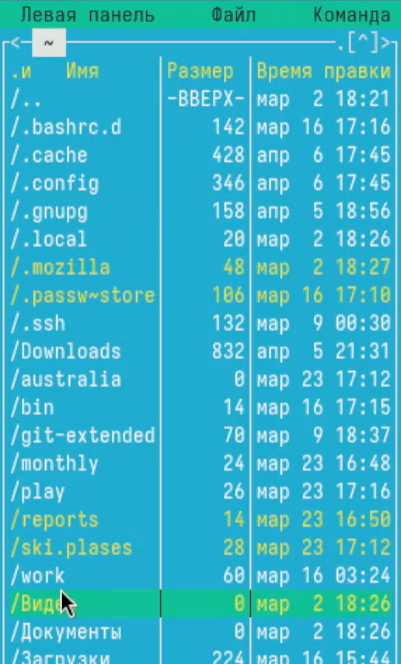 Левая панель Файл Команда
<- ~ .[^]>
.и Имя Размер Время правки
/.. -ВВЕРХ- мар 2 18:21
/.bashrc.d 142 мар 16 17:16
/.cache 428 апр 6 17:45
/.config 346 апр 6 17:45
/.gnupg 158 апр 5 18:56
/.local 20 мар 2 18:26
/.mozilla 48 мар 2 18:27
/.passw~store 106 мар 16 17:10
/.ssh 132 мар 9 00:30
/Downloads 832 апр 5 21:31
/australia 0 мар 23 17:12
/bin 14 мар 16 17:15
/git-extended 70 мар 9 18:37
/monthly 24 мар 23 16:48
/play 26 мар 23 17:16
/reports 14 мар 23 16:50
/ski.plases 28 мар 23 17:12
/work 60 мар 16 03:24
0 мар 2 18:26
/Документы 0 мар 2 18:26
/Загрузки 224 мар 16 15:44